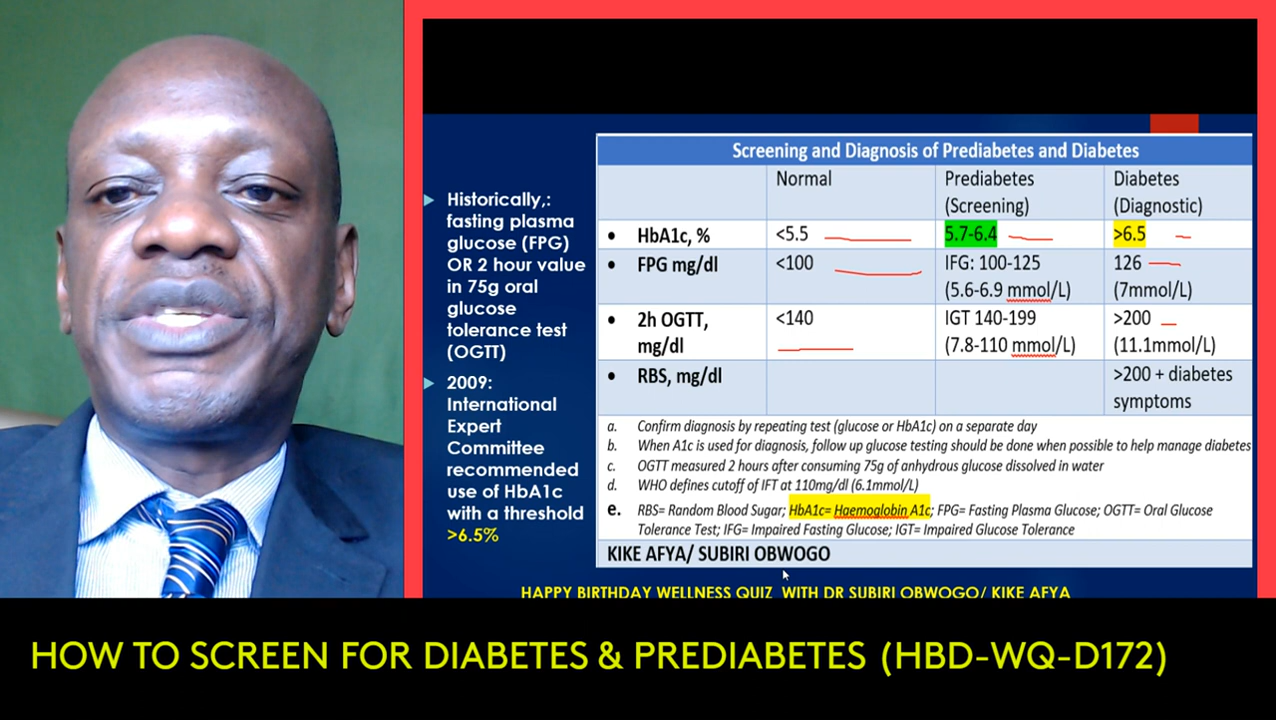 Historically,:
fasting plasma
glucose (FPG)
OR 2 hour value
in 75g oral
glucose
tolerance test
(OGTT)
2009:
International
Expert
Committee
recommended
use of HbA1c
with a threshold
>6.5%
Screening and Diagnosis of Prediabetes and Diabetes
Normal
Prediabetes
(Screening)
Diabetes
(Diagnostic)
• HbA1c, %
<5.5
5.7-6.4
>6.5
• FPG mg/dl
<100
IFG: 100-125
(5.6-6.9 mmol/L)
126
(7mmol/L)
• 2h OGTT,
mg/dl
<140
IGT 140-199
(7.8-110 mmol/L)
>200
(11.1mmol/L)
• RBS, mg/dl
>200 + diabetes
symptoms
a. Confirm diagnosis by repeating test (glucose or HbA1c) on a separate day
b. When A1c is used for diagnosis, follow up glucose testing should be done when possible to help manage diabetes
c. OGTT measured 2 hours after consuming 75g of anhydrous glucose dissolved in water
d. WHO defines cutoff of IFT at 110mg/dl (6.1mmol/L)
e. RBS= Random Blood Sugar; HbA1c= Haemoglobin A1c; FPG= Fasting Plasma Glucose; OGTT= Oral Glucose
Tolerance Test; IFG= Impaired Fasting Glucose; IGT= Impaired Glucose Tolerance
KIKE AFYA/ SUBIRI OBWOGO
HAPPY BIRTHDAY WELLNESS QUIZ WITH DR SUBIRI OBWOGO/ KIKE AFYA
HOW TO SCREEN FOR DIABETES & PREDIABETES (HBD-WQ-D172)